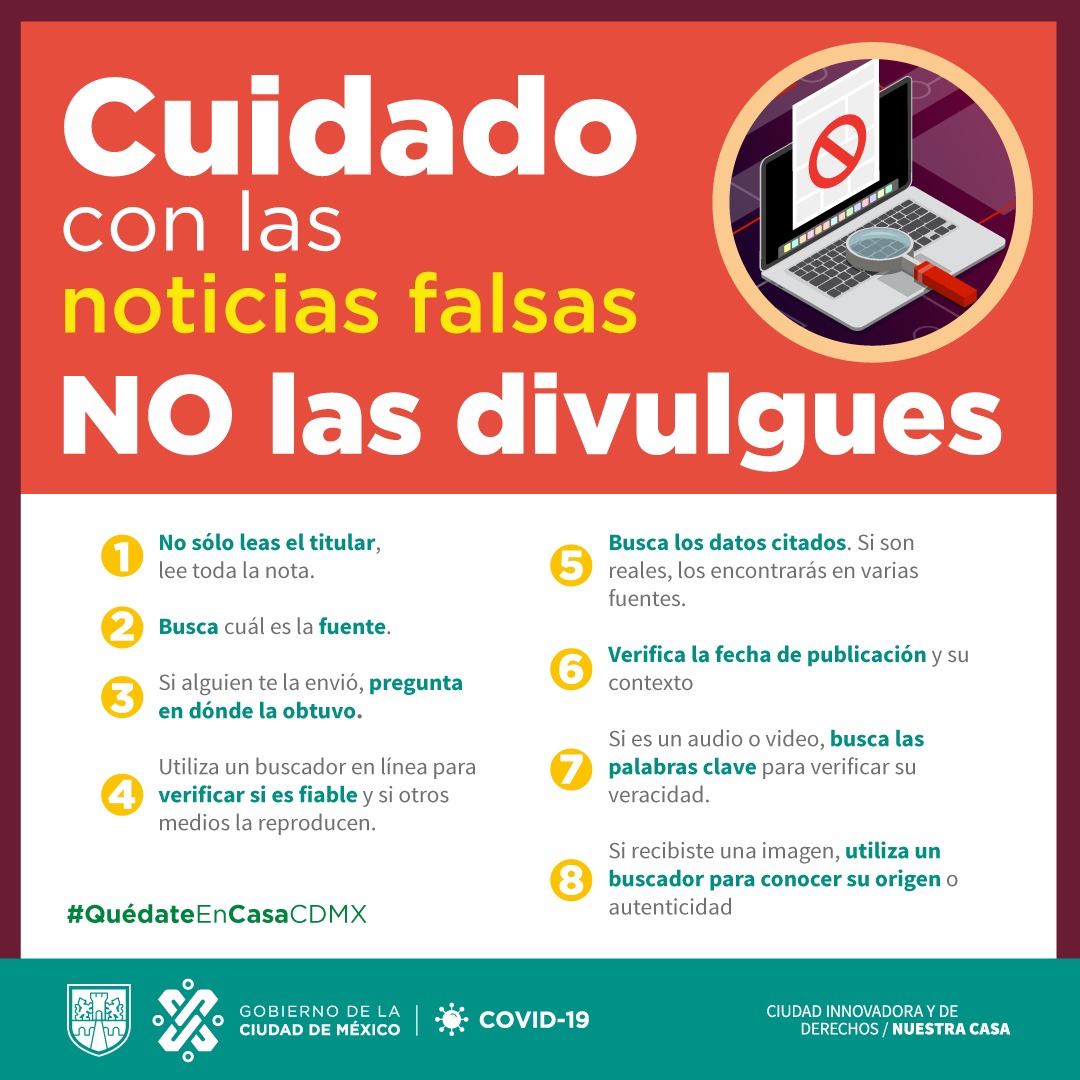 Cuidado
con las
noticias falsas
NO las divulgues
1
No sólo leas el titular,
lee toda la nota.
2
Busca cuál es la fuente.
3
Si alguien te la envió, pregunta
en dónde la obtuvo.
4
Utiliza un buscador en línea para
verificar si es fiable y si otros
medios la reproducen.
5
Busca los datos citados. Si son
reales, los encontrarás en varias
fuentes.
6
Verifica la fecha de publicación y su
contexto
7
Si es un audio o video, busca las
palabras clave para verificar su
veracidad.
8
Si recibiste una imagen, utiliza un
buscador para conocer su origen o
autenticidad
#QuédateEnCasaCDMX
GOBIERNO DE LA
CIUDAD DE MÉXICO
COVID-19
CIUDAD INNOVADORA Y DE
DERECHOS / NUESTRA CASA